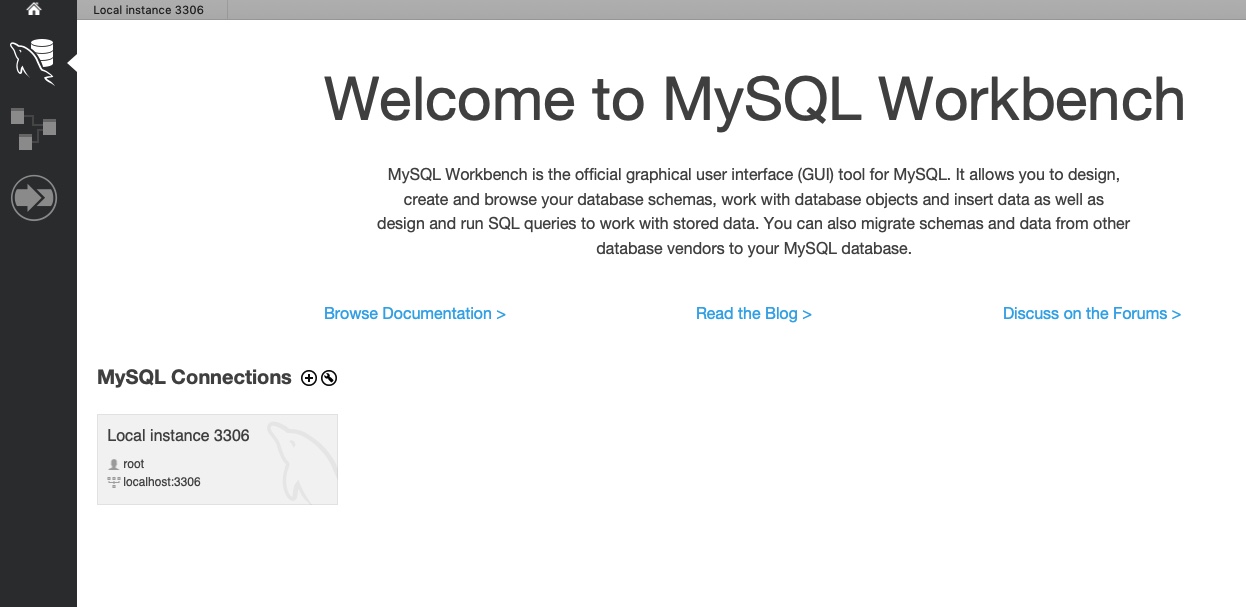 Local instance 3306
Welcome to MySQL Workbench
MySQL Workbench is the official graphical user interface (GUI) tool for MySQL. It allows you to design,
create and browse your database schemas, work with database objects and insert data as well as
design and run SQL queries to work with stored data. You can also migrate schemas and data from other
database vendors to your MySQL database.
Browse Documentation > Read the Blog > Discuss on the Forums >
MySQL Connections
Local instance 3306
root
localhost:3306